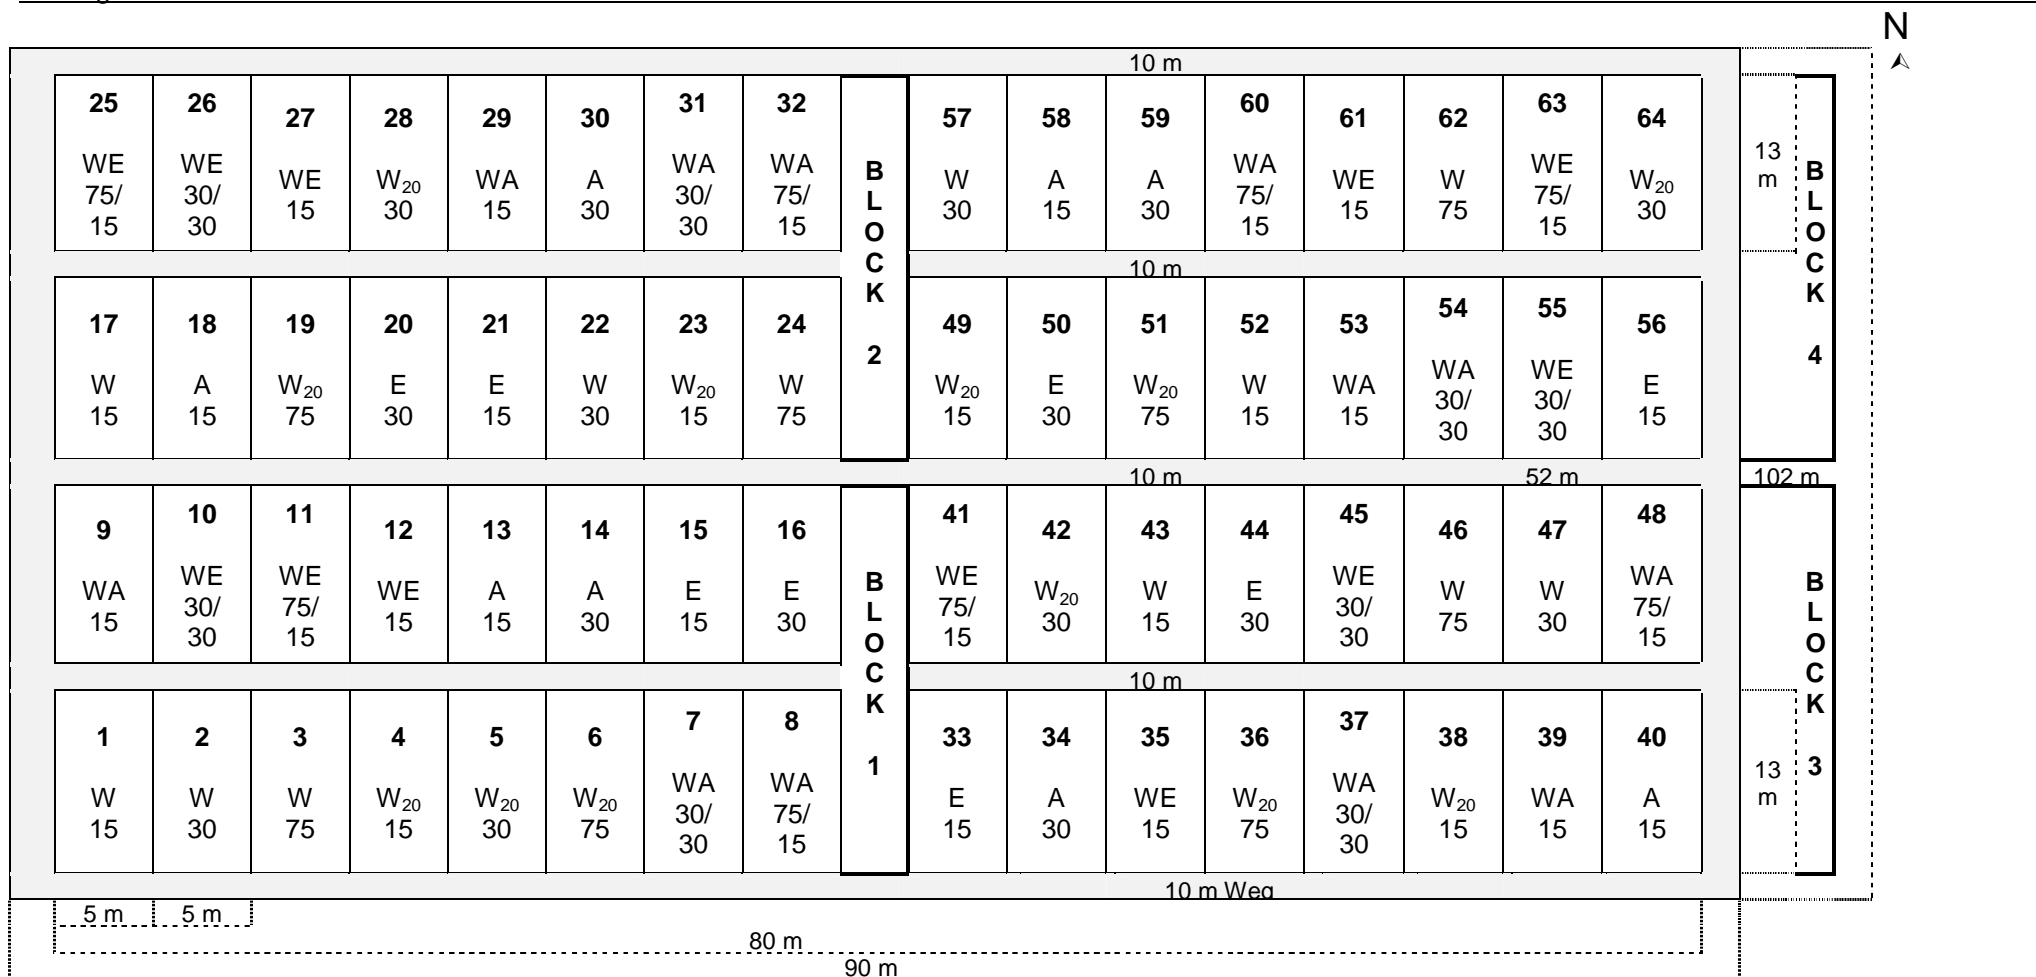 N
10 m
25 26 27 28 29 30 31 32 57 58 59 60 61 62 63 64
WE 75/ 15
WE 30/ 30
WE 15
W20 30
WA 15
A 30
WA 30/ 30
WA 75/ 15
W 30
A 15
A 30
WA 75/ 15
WE 15
W 75
WE 75/ 15
W20 30
13 m
BLOCK 2
BLOCK 4
10 m
17 18 19 20 21 22 23 24 49 50 51 52 53 54 55 56
W 15
A 15
W20 75
E 30
E 15
W 30
W20 15
W 75
W20 15
E 30
W20 75
W 15
WA 15
WA 30/ 30
WE 30/ 30
E 15
10 m 52 m 102 m
9 10 11 12 13 14 15 16 41 42 43 44 45 46 47 48
WA 15
WE 30/ 30
WE 75/ 15
WE 15
A 15
A 30
E 15
E 30
WE 75/ 15
W20 30
W 15
E 30
WE 30/ 30
W 75
W 30
WA 75/ 15
BLOCK 1
BLOCK 3
10 m
1 2 3 4 5 6 7 8 33 34 35 36 37 38 39 40
W 15
W 30
W 75
W20 15
W20 30
W20 75
WA 30/ 30
WA 75/ 15
E 15
A 30
WE 15
W20 75
WA 30/ 30
W20 15
WA 15
A 15
13 m
10 m Weg
5 m 5 m
80 m
90 m